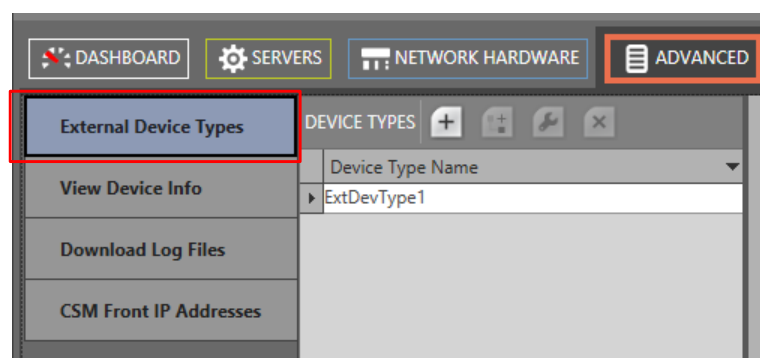 DASHBOARD SERVERS NETWORK HARDWARE ADVANCED
External Device Types
DEVICE TYPES
Device Type Name
View Device Info
ExtDevType1
Download Log Files
CSM Front IP Addresses